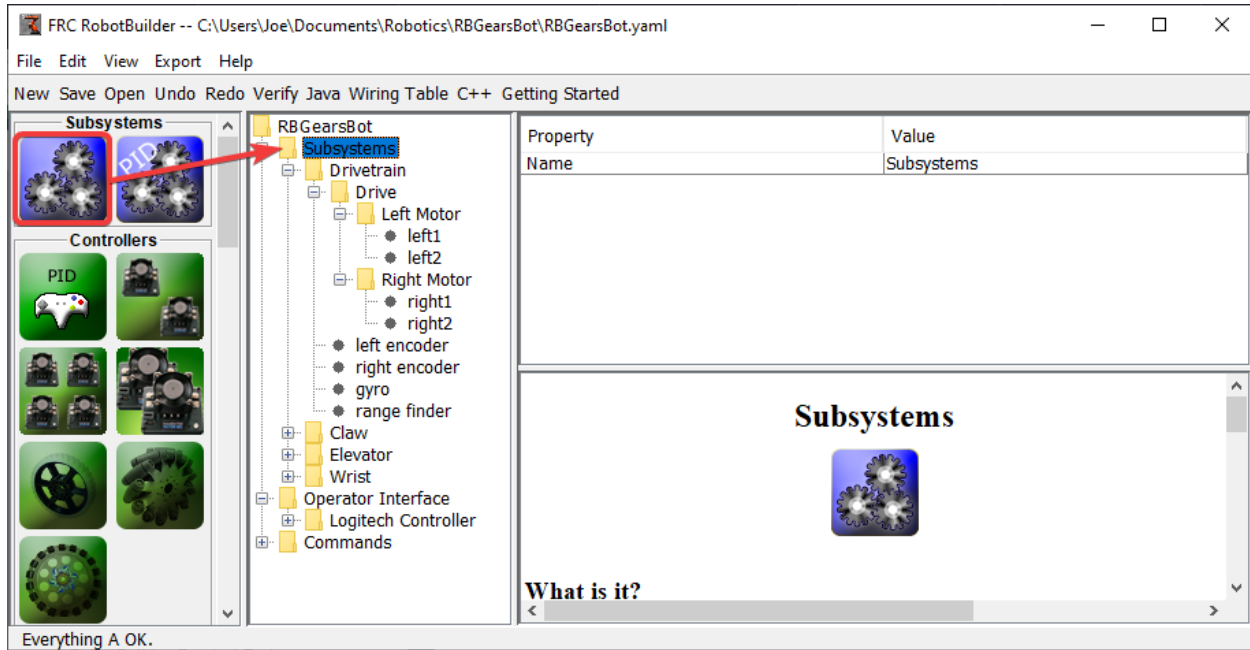 FRC RobotBuilder -- C:\Users\Joe\Documents\Robotics\RBGearsBot\RBGearsBot.yaml
File Edit View Export Help
New Save Open Undo Redo Verify Java Wiring Table C++ Getting Started
Subsystems
PID
Controllers
PID
RBGearsBot
Subsystems
Drivetrain
Drive
Left Motor
left1
left2
Right Motor
right1
right2
left encoder
right encoder
gyro
range finder
Claw
Elevator
Wrist
Operator Interface
Logitech Controller
Commands
Property Value
Name Subsystems
Subsystems
What is it?
Everything A OK.